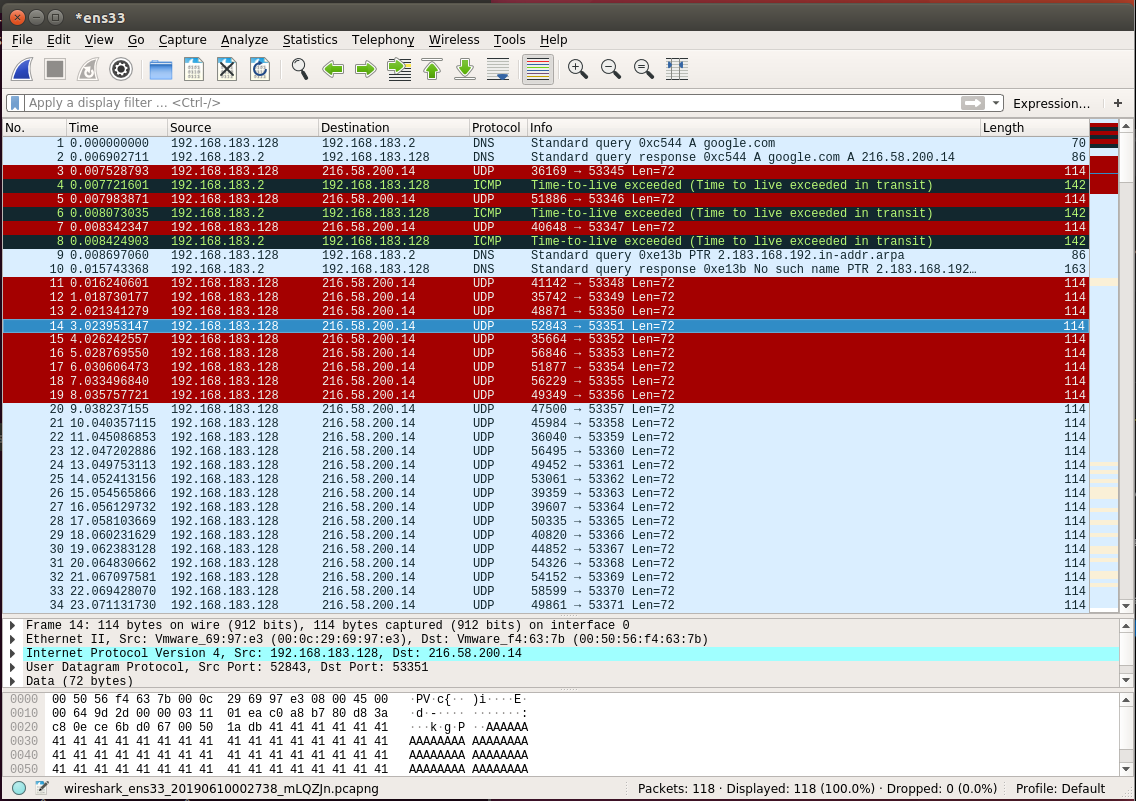 *ens33
File Edit View Go Capture Analyze Statistics Telephony Wireless Tools Help
Apply a display filter ... <Ctrl-/> Expression... +
No. Time Source Destination Protocol Info Length
1 0.000000000 192.168.183.128 192.168.183.2 DNS Standard query 0xc544 A google.com 70
2 0.006902711 192.168.183.2 192.168.183.128 DNS Standard query response 0xc544 A google.com A 216.58.200.14 86
3 0.007528793 192.168.183.128 216.58.200.14 UDP 36169 → 53345 Len=72 114
4 0.007721601 192.168.183.2 192.168.183.128 ICMP Time-to-live exceeded (Time to live exceeded in transit) 142
5 0.007983871 192.168.183.128 216.58.200.14 UDP 51886 → 53346 Len=72 114
6 0.008073035 192.168.183.2 192.168.183.128 ICMP Time-to-live exceeded (Time to live exceeded in transit) 142
7 0.008342347 192.168.183.128 216.58.200.14 UDP 40648 → 53347 Len=72 114
8 0.008424903 192.168.183.2 192.168.183.128 ICMP Time-to-live exceeded (Time to live exceeded in transit) 142
9 0.008697060 192.168.183.128 192.168.183.2 DNS Standard query 0xe13b PTR 2.183.168.192.in-addr.arpa 86
10 0.015743368 192.168.183.2 192.168.183.128 DNS Standard query response 0xe13b No such name PTR 2.183.168.192… 163
11 0.016240601 192.168.183.128 216.58.200.14 UDP 41142 → 53348 Len=72 114
12 1.018730177 192.168.183.128 216.58.200.14 UDP 35742 → 53349 Len=72 114
13 2.021341279 192.168.183.128 216.58.200.14 UDP 48871 → 53350 Len=72 114
14 3.023953147 192.168.183.128 216.58.200.14 UDP 52843 → 53351 Len=72 114
15 4.026242557 192.168.183.128 216.58.200.14 UDP 35664 → 53352 Len=72 114
16 5.028769550 192.168.183.128 216.58.200.14 UDP 56846 → 53353 Len=72 114
17 6.030606473 192.168.183.128 216.58.200.14 UDP 51877 → 53354 Len=72 114
18 7.033496840 192.168.183.128 216.58.200.14 UDP 56229 → 53355 Len=72 114
19 8.035757721 192.168.183.128 216.58.200.14 UDP 49349 → 53356 Len=72 114
20 9.038237155 192.168.183.128 216.58.200.14 UDP 47500 → 53357 Len=72 114
21 10.040357115 192.168.183.128 216.58.200.14 UDP 45984 → 53358 Len=72 114
22 11.045086853 192.168.183.128 216.58.200.14 UDP 36040 → 53359 Len=72 114
23 12.047202886 192.168.183.128 216.58.200.14 UDP 56495 → 53360 Len=72 114
24 13.049753113 192.168.183.128 216.58.200.14 UDP 49452 → 53361 Len=72 114
25 14.052413156 192.168.183.128 216.58.200.14 UDP 53061 → 53362 Len=72 114
26 15.054565866 192.168.183.128 216.58.200.14 UDP 39359 → 53363 Len=72 114
27 16.056129732 192.168.183.128 216.58.200.14 UDP 39607 → 53364 Len=72 114
28 17.058103669 192.168.183.128 216.58.200.14 UDP 50335 → 53365 Len=72 114
29 18.060231629 192.168.183.128 216.58.200.14 UDP 40820 → 53366 Len=72 114
30 19.062383128 192.168.183.128 216.58.200.14 UDP 44852 → 53367 Len=72 114
31 20.064830662 192.168.183.128 216.58.200.14 UDP 54326 → 53368 Len=72 114
32 21.067097581 192.168.183.128 216.58.200.14 UDP 54152 → 53369 Len=72 114
33 22.069428070 192.168.183.128 216.58.200.14 UDP 58599 → 53370 Len=72 114
34 23.071131730 192.168.183.128 216.58.200.14 UDP 49861 → 53371 Len=72 114
Frame 14: 114 bytes on wire (912 bits), 114 bytes captured (912 bits) on interface 0
Ethernet II, Src: Vmware_69:97:e3 (00:0c:29:69:97:e3), Dst: Vmware_f4:63:7b (00:50:56:f4:63:7b)
Internet Protocol Version 4, Src: 192.168.183.128, Dst: 216.58.200.14
User Datagram Protocol, Src Port: 52843, Dst Port: 53351
Data (72 bytes)
0000 00 50 56 f4 63 7b 00 0c 29 69 97 e3 08 00 45 00 ·PV·c{·· )i····E·
0010 00 64 9d 2d 00 00 03 11 01 ea c0 a8 b7 80 d8 3a ·d·-···· ·······:
0020 c8 0e ce 6b d0 67 00 50 1a db 41 41 41 41 41 41 ···k·g·P ··AAAAAA
0030 41 41 41 41 41 41 41 41 41 41 41 41 41 41 41 41 AAAAAAAA AAAAAAAA
0040 41 41 41 41 41 41 41 41 41 41 41 41 41 41 41 41 AAAAAAAA AAAAAAAA
0050 41 41 41 41 41 41 41 41 41 41 41 41 41 41 41 41 AAAAAAAA AAAAAAAA
wireshark_ens33_20190610002738_mLQZJn.pcapng Packets: 118 · Displayed: 118 (100.0%) · Dropped: 0 (0.0%) Profile: Default